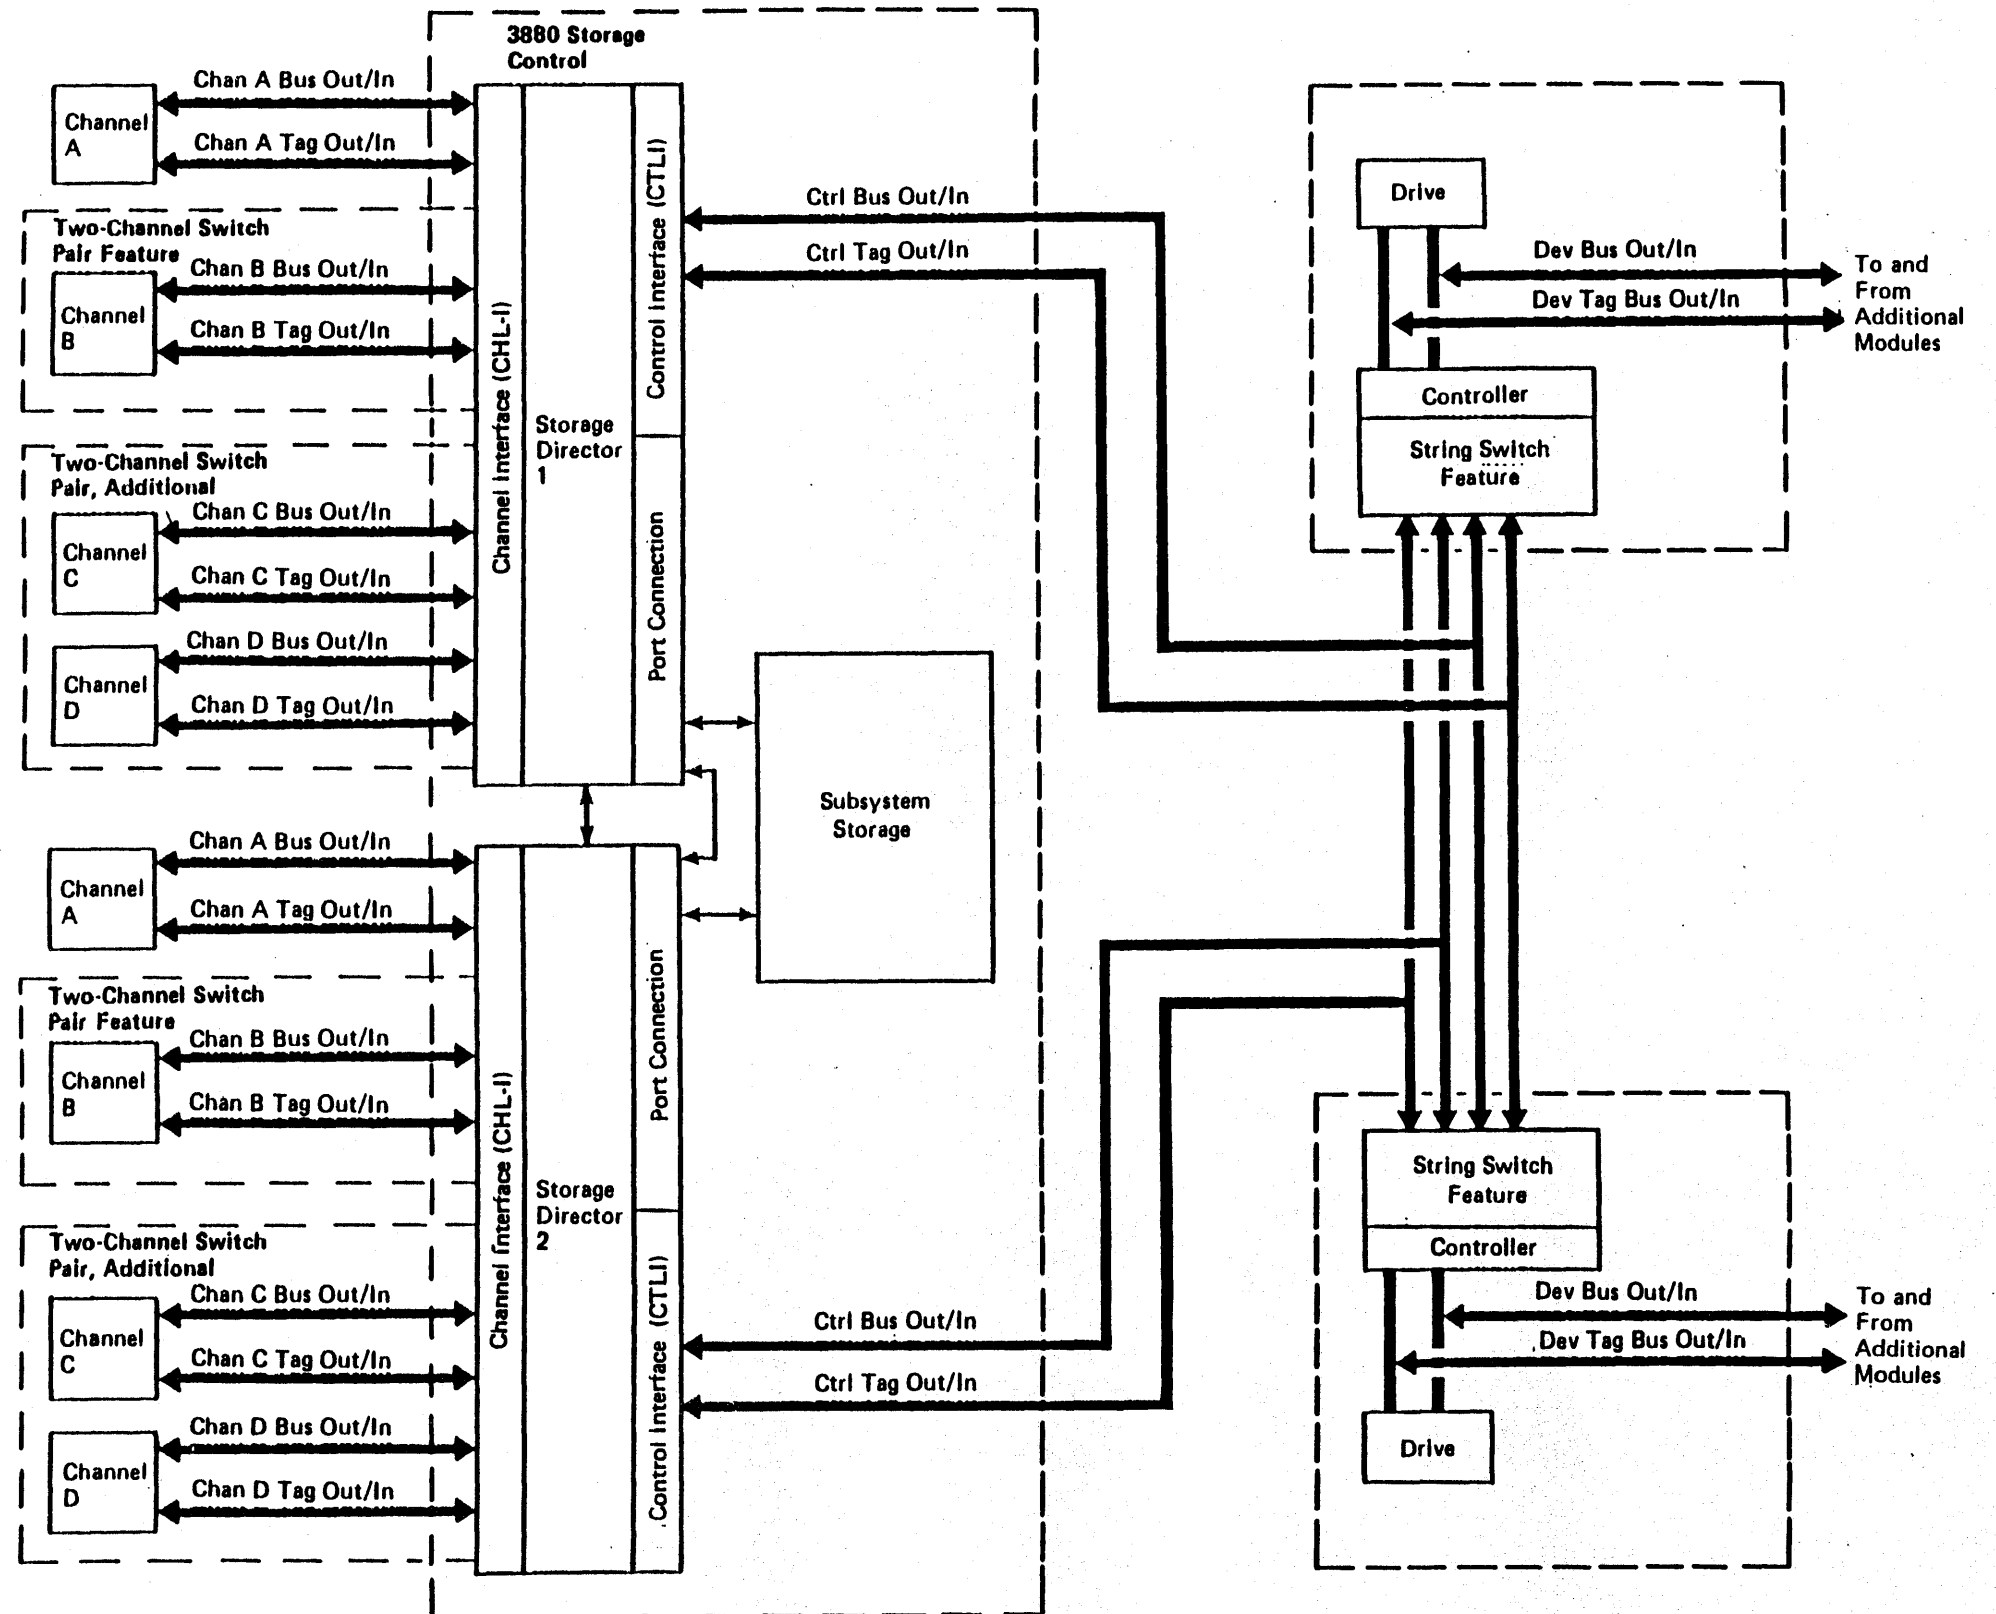 3880 Storage
Control
Chan A Bus Out/In
Channel
A
Chan A Tag Out/In
Two-Channel Switch
Pair Feature
Chan B Bus Out/In
Channel
B
Chan B Tag Out/In
Two-Channel Switch
Pair, Additional
Chan C Bus Out/In
Channel
C
Chan C Tag Out/In
Chan D Bus Out/In
Channel
D
Chan D Tag Out/In
Channel Interface (CHL-I)
Storage
Director
1
Control Interface (CTLI)
Port Connection
Ctrl Bus Out/In
Ctrl Tag Out/In
Subsystem
Storage
Drive
Dev Bus Out/In
Dev Tag Bus Out/In
To and
From
Additional
Modules
Controller
String Switch
Feature
Chan A Bus Out/In
Channel
A
Chan A Tag Out/In
Two-Channel Switch
Pair Feature
Chan B Bus Out/In
Channel
B
Chan B Tag Out/In
Two-Channel Switch
Pair, Additional
Chan C Bus Out/In
Channel
C
Chan C Tag Out/In
Chan D Bus Out/In
Channel
D
Chan D Tag Out/In
Channel Interface (CHL-I)
Storage
Director
2
Port Connection
Control Interface (CTLI)
Ctrl Bus Out/In
Ctrl Tag Out/In
String Switch
Feature
Controller
Dev Bus Out/In
Dev Tag Bus Out/In
To and
From
Additional
Modules
Drive